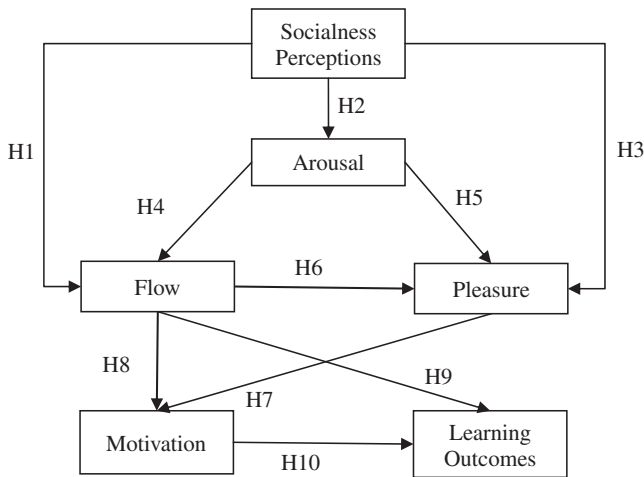 Socialness
Perceptions
H2
H1
H3
Arousal
H4
H5
Flow
H6
Pleasure
H8
H9
H7
Motivation
H10
Learning
Outcomes